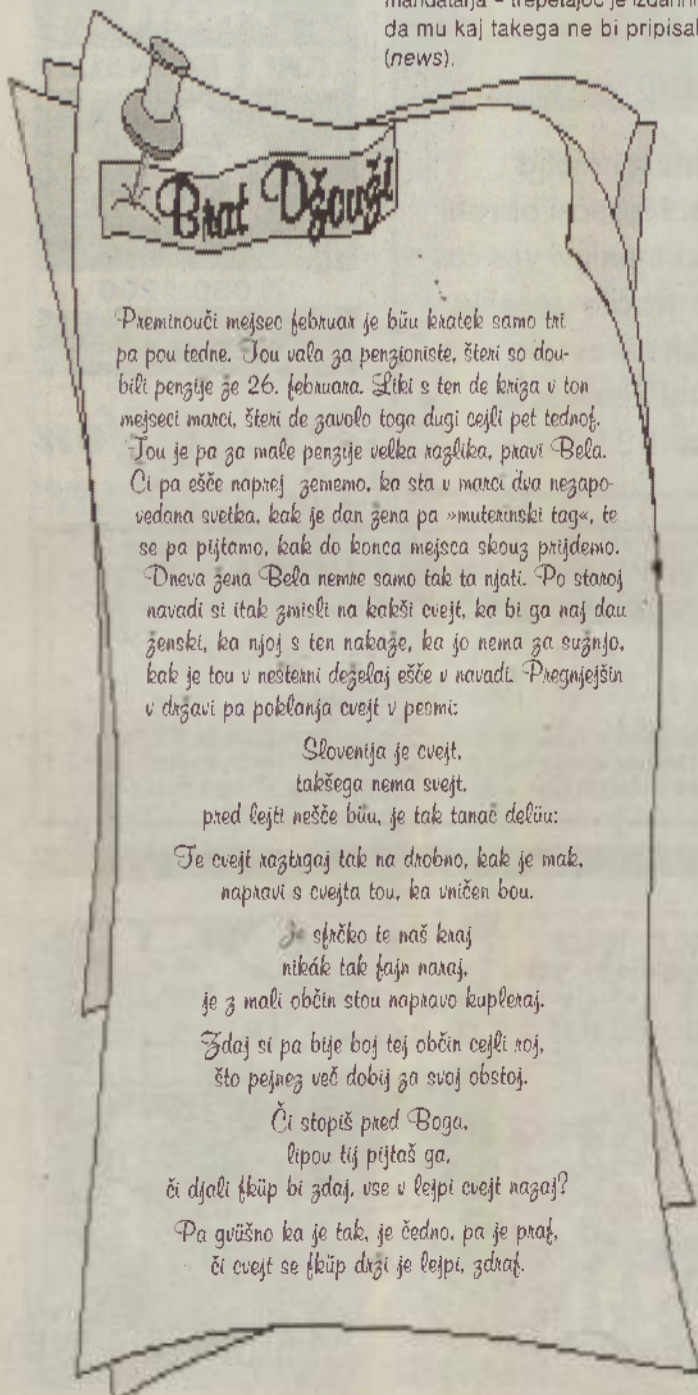 mandatarja – trepetajoč je izdahnil
da mu kaj takega ne bi pripisal
(news).
Brat Džouži
Preminouči mejsec februar je büu kratek samo tri
pa pou tedne. Tou vala za penzioniste, šteri so dou-
bili penzije že 26. februara. Liki s ten de kriza v ton
mejseci marci, šteri de zavolo toga dugi cejli pet tednof.
Tou je pa za male penzije velka razlika, pravi Bela.
Či pa ešče naprej zememo, ka sta v marci dva nezapo-
vedana svetka, kak je dan žena pa »muterinski tag«, te
se pa pijtamo, kak do konca mejsca skouz prijdemo.
Dneva žena Bela nemre samo tak ta njati. Po staroj
navadi si itak zmisli na kakši cvejt, ka bi ga naj dau
ženski, ka njoj s ten nakaže, ka jo nema za sužnjo,
kak je tou v nešterni deželaj ešče v navadi. Pregnjejšin
v državi pa poklanja cvejt v pesmi:
Slovenija je cvejt,
takšega nema svejt,
pred lejti nešče büu, je tak tanač delüu:
Te cvejt raztrgaj tak na drobno, kak je mak,
napravi s cvejta tou, ka vničen bou.
Je sfrčko te naš kraj
nikák tak fajn naraj,
je z mali občin stou napravo kupleraj.
Zdaj si pa bije boj tej občin cejli roj,
što pejnez več dobij za svoj obstoj.
Či stopiš pred Boga,
lipou tij pijtaš ga,
či djali fküp bi zdaj, vse v lejpi cvejt nazaj?
Pa gvüšno ka je tak, je čedno, pa je praf,
či cvejt se fküp drži je lejpi, zdraf.